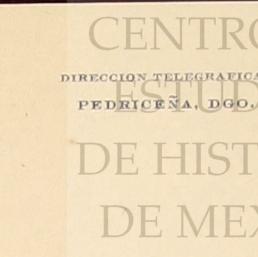 CENTRO
DIRECCION TELEGRAFICA
ESTUD
PEDRICEÑA, DGO.
DE HIST
DE MEX